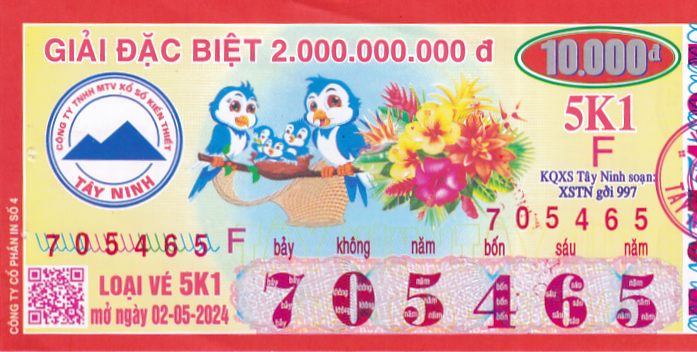 GIẢI ĐẶC BIỆT 2.000.000.000 đ
10.000đ
CÔNG TY TNHH MTV XỔ SỐ KIẾN THIẾT
TÂY NINH
5K1
F
KQXS Tây Ninh soạn:
XSTN gởi 997
705465
705465 F
bảy không năm bốn sáu năm
LOẠI VÉ 5K1
mở ngày 02-05-2024
705465
CÔNG TY CỔ PHẦN IN SỐ 4